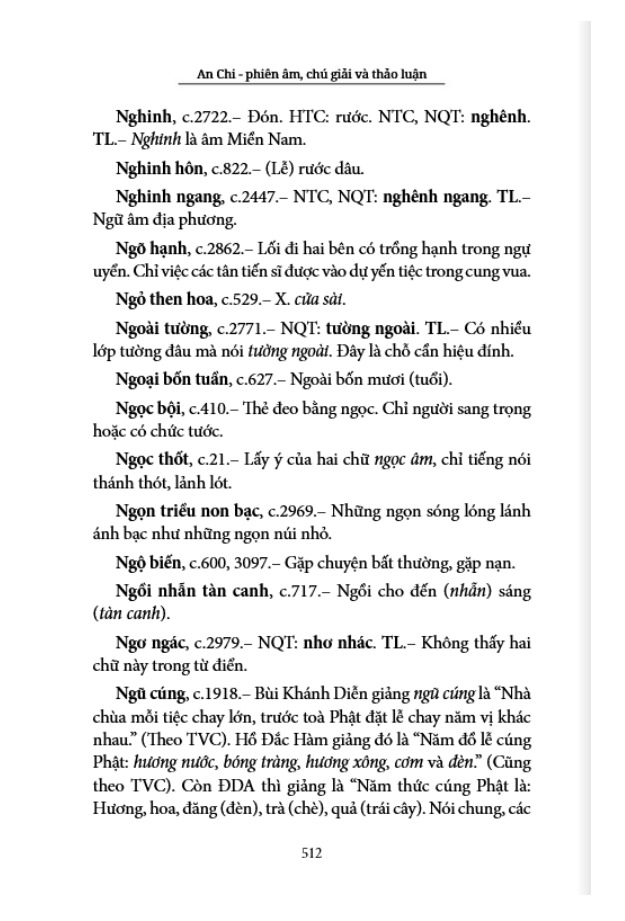 An Chi - phiên âm, chú giải và thảo luận
Nghinh, c.2722.– Đón. HTC: rước. NTC, NQT: nghênh.
TL.– Nghinh là âm Miền Nam.
Nghinh hôn, c.822.– (Lễ) rước dâu.
Nghinh ngang, c.2447.– NTC, NQT: nghênh ngang. TL.–
Ngữ âm địa phương.
Ngõ hạnh, c.2862.– Lối đi hai bên có trồng hạnh trong ngự
uyển. Chỉ việc các tân tiến sĩ được vào dự yến tiệc trong cung vua.
Ngỏ then hoa, c.529.– X. cửa sài.
Ngoài tường, c.2771.– NQT: tường ngoài. TL.– Có nhiều
lớp tường đâu mà nói tường ngoài. Đây là chỗ cần hiệu đính.
Ngoại bốn tuần, c.627.– Ngoài bốn mươi (tuổi).
Ngọc bội, c.410.– Thẻ đeo bằng ngọc. Chỉ người sang trọng
hoặc có chức tước.
Ngọc thốt, c.21.– Lấy ý của hai chữ ngọc âm, chỉ tiếng nói
thánh thót, lảnh lót.
Ngọn triều non bạc, c.2969.– Những ngọn sóng lóng lánh
ánh bạc như những ngọn núi nhỏ.
Ngộ biến, c.600, 3097.– Gặp chuyện bất thường, gặp nạn.
Ngồi nhẫn tàn canh, c.717.– Ngồi cho đến (nhẫn) sáng
(tàn canh).
Ngơ ngác, c.2979.– NQT: nhơ nhác. TL.– Không thấy hai
chữ này trong từ điển.
Ngũ cúng, c.1918.– Bùi Khánh Diễn giảng ngũ cúng là “Nhà
chùa mỗi tiệc chay lớn, trước toà Phật đặt lễ chay năm vị khác
nhau.” (Theo TVC). Hồ Đắc Hàm giảng đó là “Năm đồ lễ cúng
Phật: hương nước, bóng tràng, hương xông, cơm và đèn.” (Cũng
theo TVC). Còn ĐDA thì giảng là “Năm thức cúng Phật là:
Hương, hoa, đăng (đèn), trà (chè), quả (trái cây). Nói chung, các
512